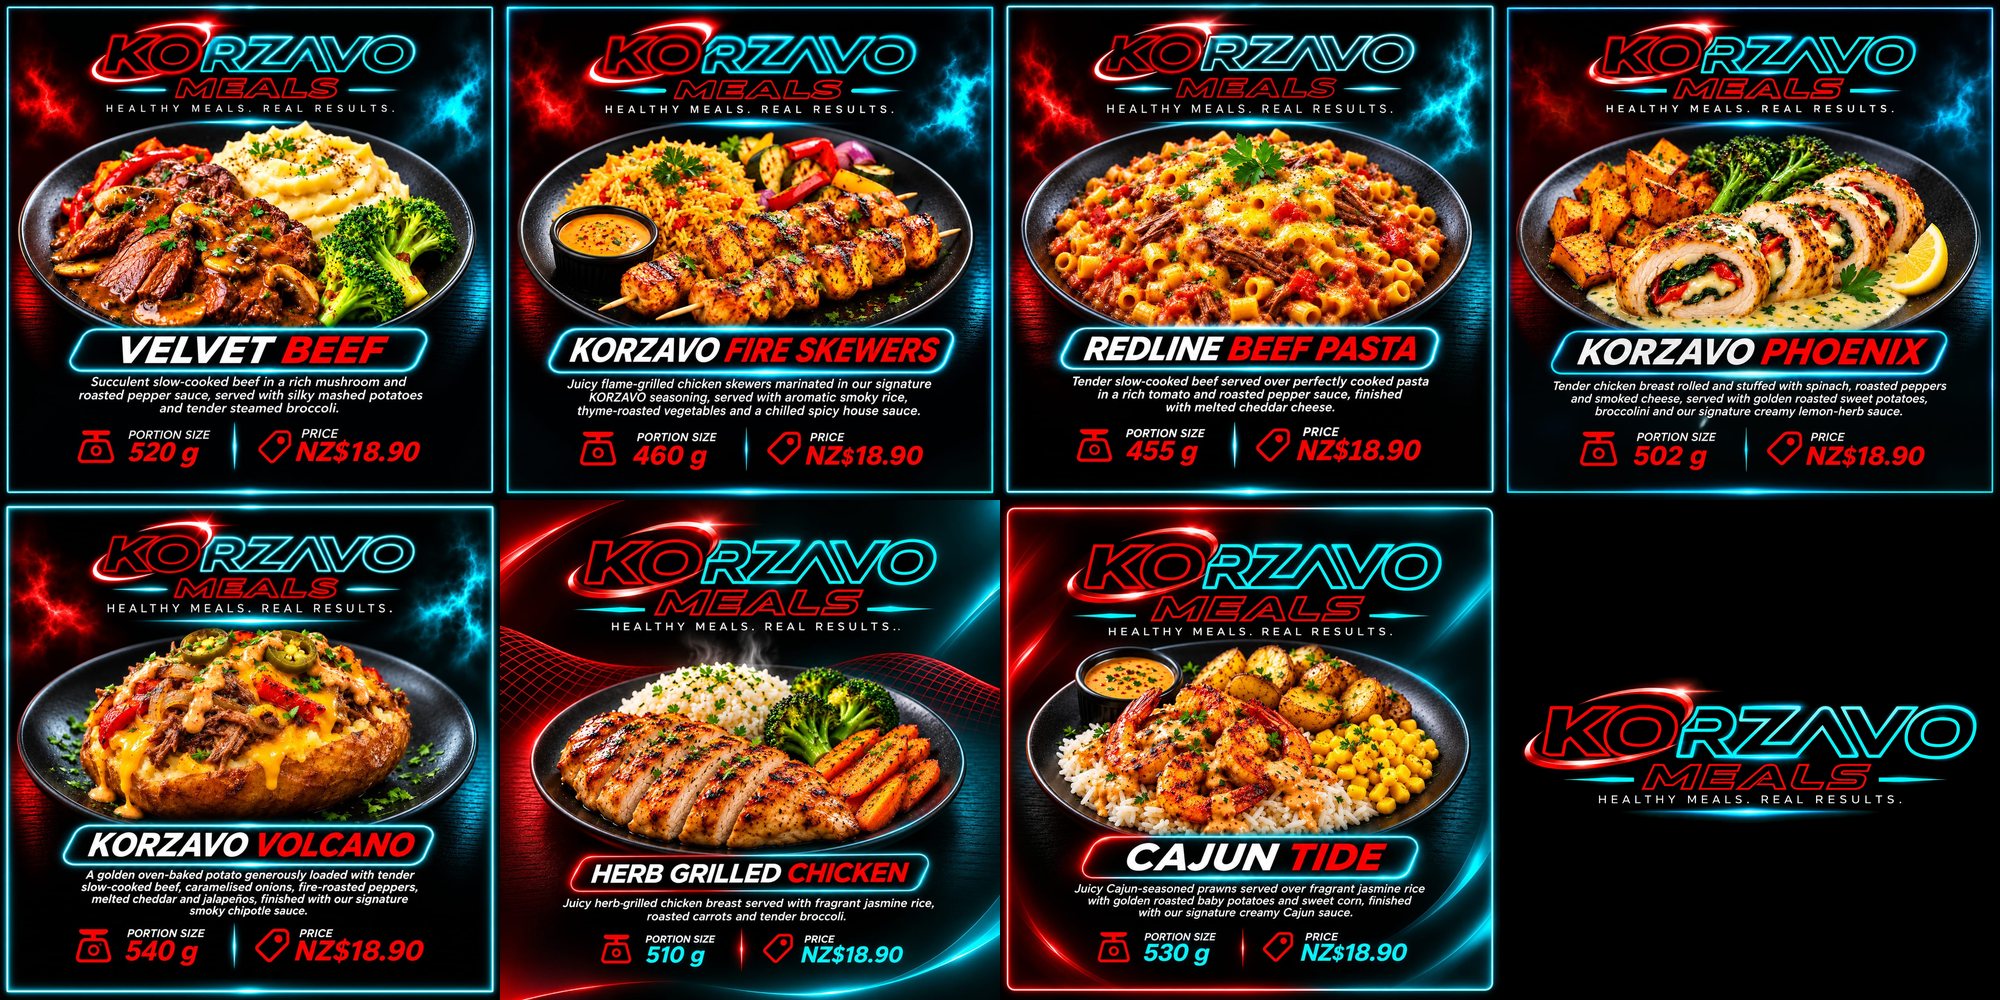 KORZAVO
MEALS
HEALTHY MEALS. REAL RESULTS.
VELVET BEEF
Succulent slow-cooked beef in a rich mushroom and
roasted pepper sauce, served with silky mashed potatoes
and tender steamed broccoli.
PORTION SIZE
520 g
PRICE
NZ$18.90
KORZAVO
MEALS
HEALTHY MEALS. REAL RESULTS.
KORZAVO FIRE SKEWERS
Juicy flame-grilled chicken skewers marinated in our signature
KORZAVO seasoning, served with aromatic smoky rice,
thyme-roasted vegetables and a chilled spicy house sauce.
PORTION SIZE
460 g
PRICE
NZ$18.90
KORZAVO
MEALS
HEALTHY MEALS. REAL RESULTS.
REDLINE BEEF PASTA
Tender slow-cooked beef served over perfectly cooked pasta
in a rich tomato and roasted pepper sauce, finished
with melted cheddar cheese.
PORTION SIZE
455 g
PRICE
NZ$18.90
KORZAVO
MEALS
HEALTHY MEALS. REAL RESULTS.
KORZAVO PHOENIX
Tender chicken breast rolled and stuffed with spinach, roasted peppers
and smoked cheese, served with golden roasted sweet potatoes,
broccolini and our signature creamy lemon-herb sauce.
PORTION SIZE
502 g
PRICE
NZ$18.90
KORZAVO
MEALS
HEALTHY MEALS. REAL RESULTS.
KORZAVO VOLCANO
A golden oven-baked potato generously loaded with tender
slow-cooked beef, caramelised onions, fire-roasted peppers,
melted cheddar and jalapeños, finished with our signature
smoky chipotle sauce.
PORTION SIZE
540 g
PRICE
NZ$18.90
KORZAVO
MEALS
HEALTHY MEALS. REAL RESULTS..
HERB GRILLED CHICKEN
Juicy herb-grilled chicken breast served with fragrant jasmine rice,
roasted carrots and tender broccoli.
PORTION SIZE
510 g
PRICE
NZ$18.90
KORZAVO
MEALS
HEALTHY MEALS. REAL RESULTS.
CAJUN TIDE
Juicy Cajun-seasoned prawns served over fragrant jasmine rice
with golden roasted baby potatoes and sweet corn, finished
with our signature creamy Cajun sauce.
PORTION SIZE
530 g
PRICE
NZ$18.90
KORZAVO
MEALS
HEALTHY MEALS. REAL RESULTS.